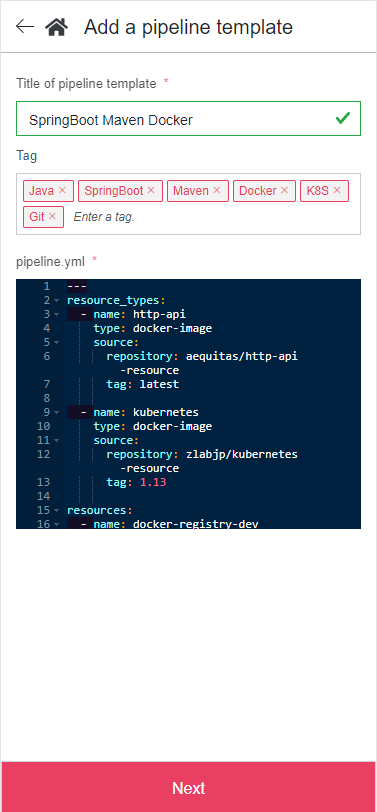 Add a pipeline template
Title of pipeline template *
SpringBoot Maven Docker
Tag
Java × SpringBoot × Maven × Docker × K8S ×
Git × Enter a tag.
pipeline.yml *
1 ---
2 resource_types:
3 - name: http-api
4 type: docker-image
5 source:
6 repository: aequitas/http-api
-resource
7 tag: latest
8
9 - name: kubernetes
10 type: docker-image
11 source:
12 repository: zlabjp/kubernetes
-resource
13 tag: 1.13
14
15 resources:
16 - name: docker-registry-dev
Next